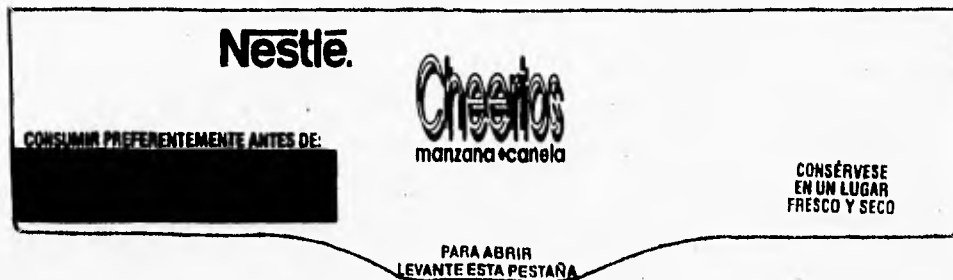 Nestlé.
Cheerios
manzana+canela
CONSUMIR PREFERENTEMENTE ANTES DE:
CONSÉRVESE
EN UN LUGAR
FRESCO Y SECO
PARA ABRIR
LEVANTE ESTA PESTAÑA